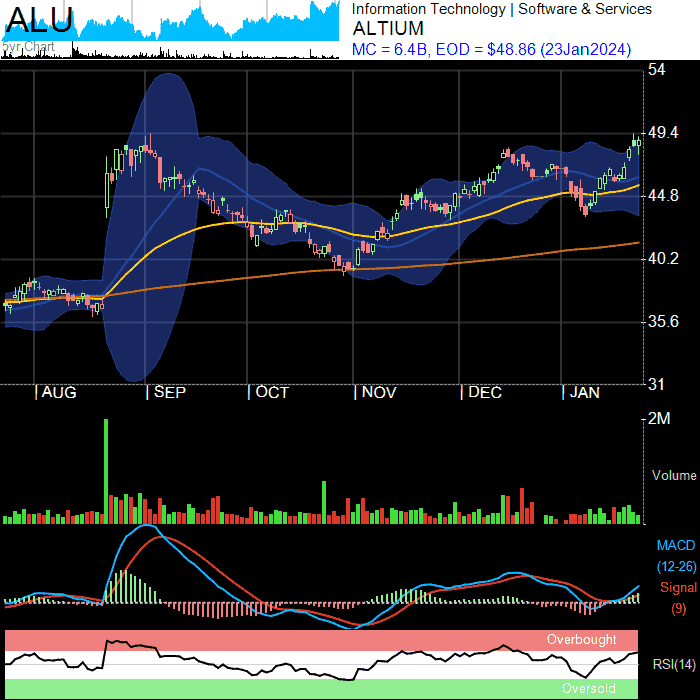 ALU
5yr Chart
Information Technology | Software & Services
ALTIUM
MC = 6.4B, EOD = $48.86 (23Jan2024)
54
49.4
44.8
40.2
35.6
31
| AUG | SEP | OCT | NOV | DEC | JAN
2M
Volume
MACD
(12-26)
Signal
(9)
Overbought
RSI(14)
Oversold